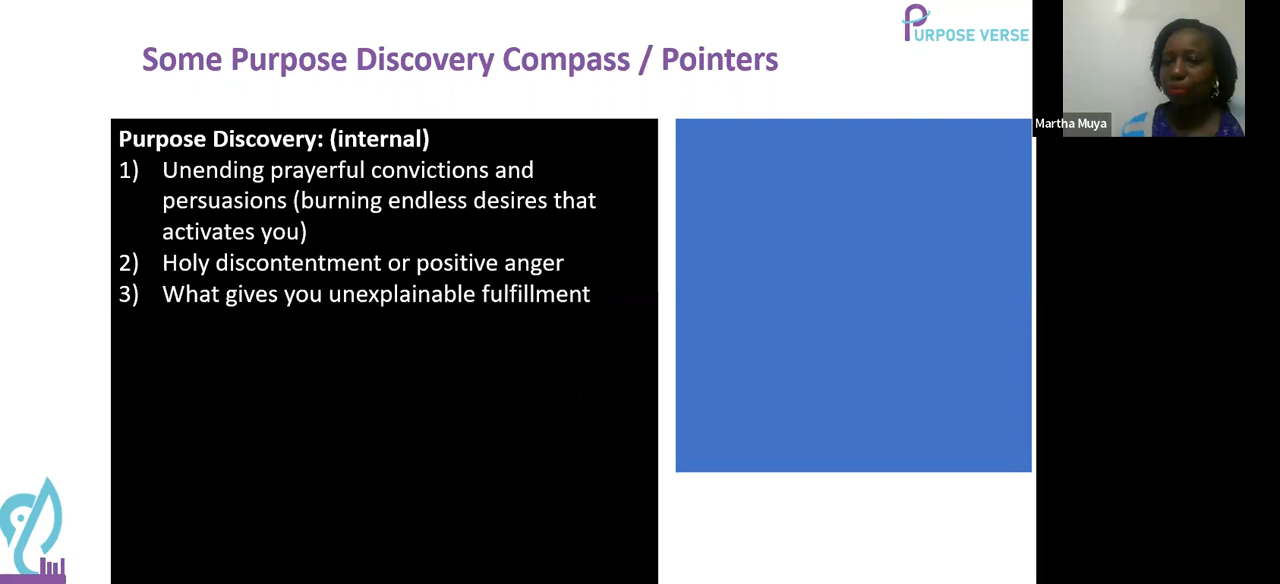 PURPOSE VERSE
Some Purpose Discovery Compass / Pointers
Martha Muya
Purpose Discovery: (internal)
1) Unending prayerful convictions and
persuasions (burning endless desires that
activates you)
2) Holy discontentment or positive anger
3) What gives you unexplainable fulfillment